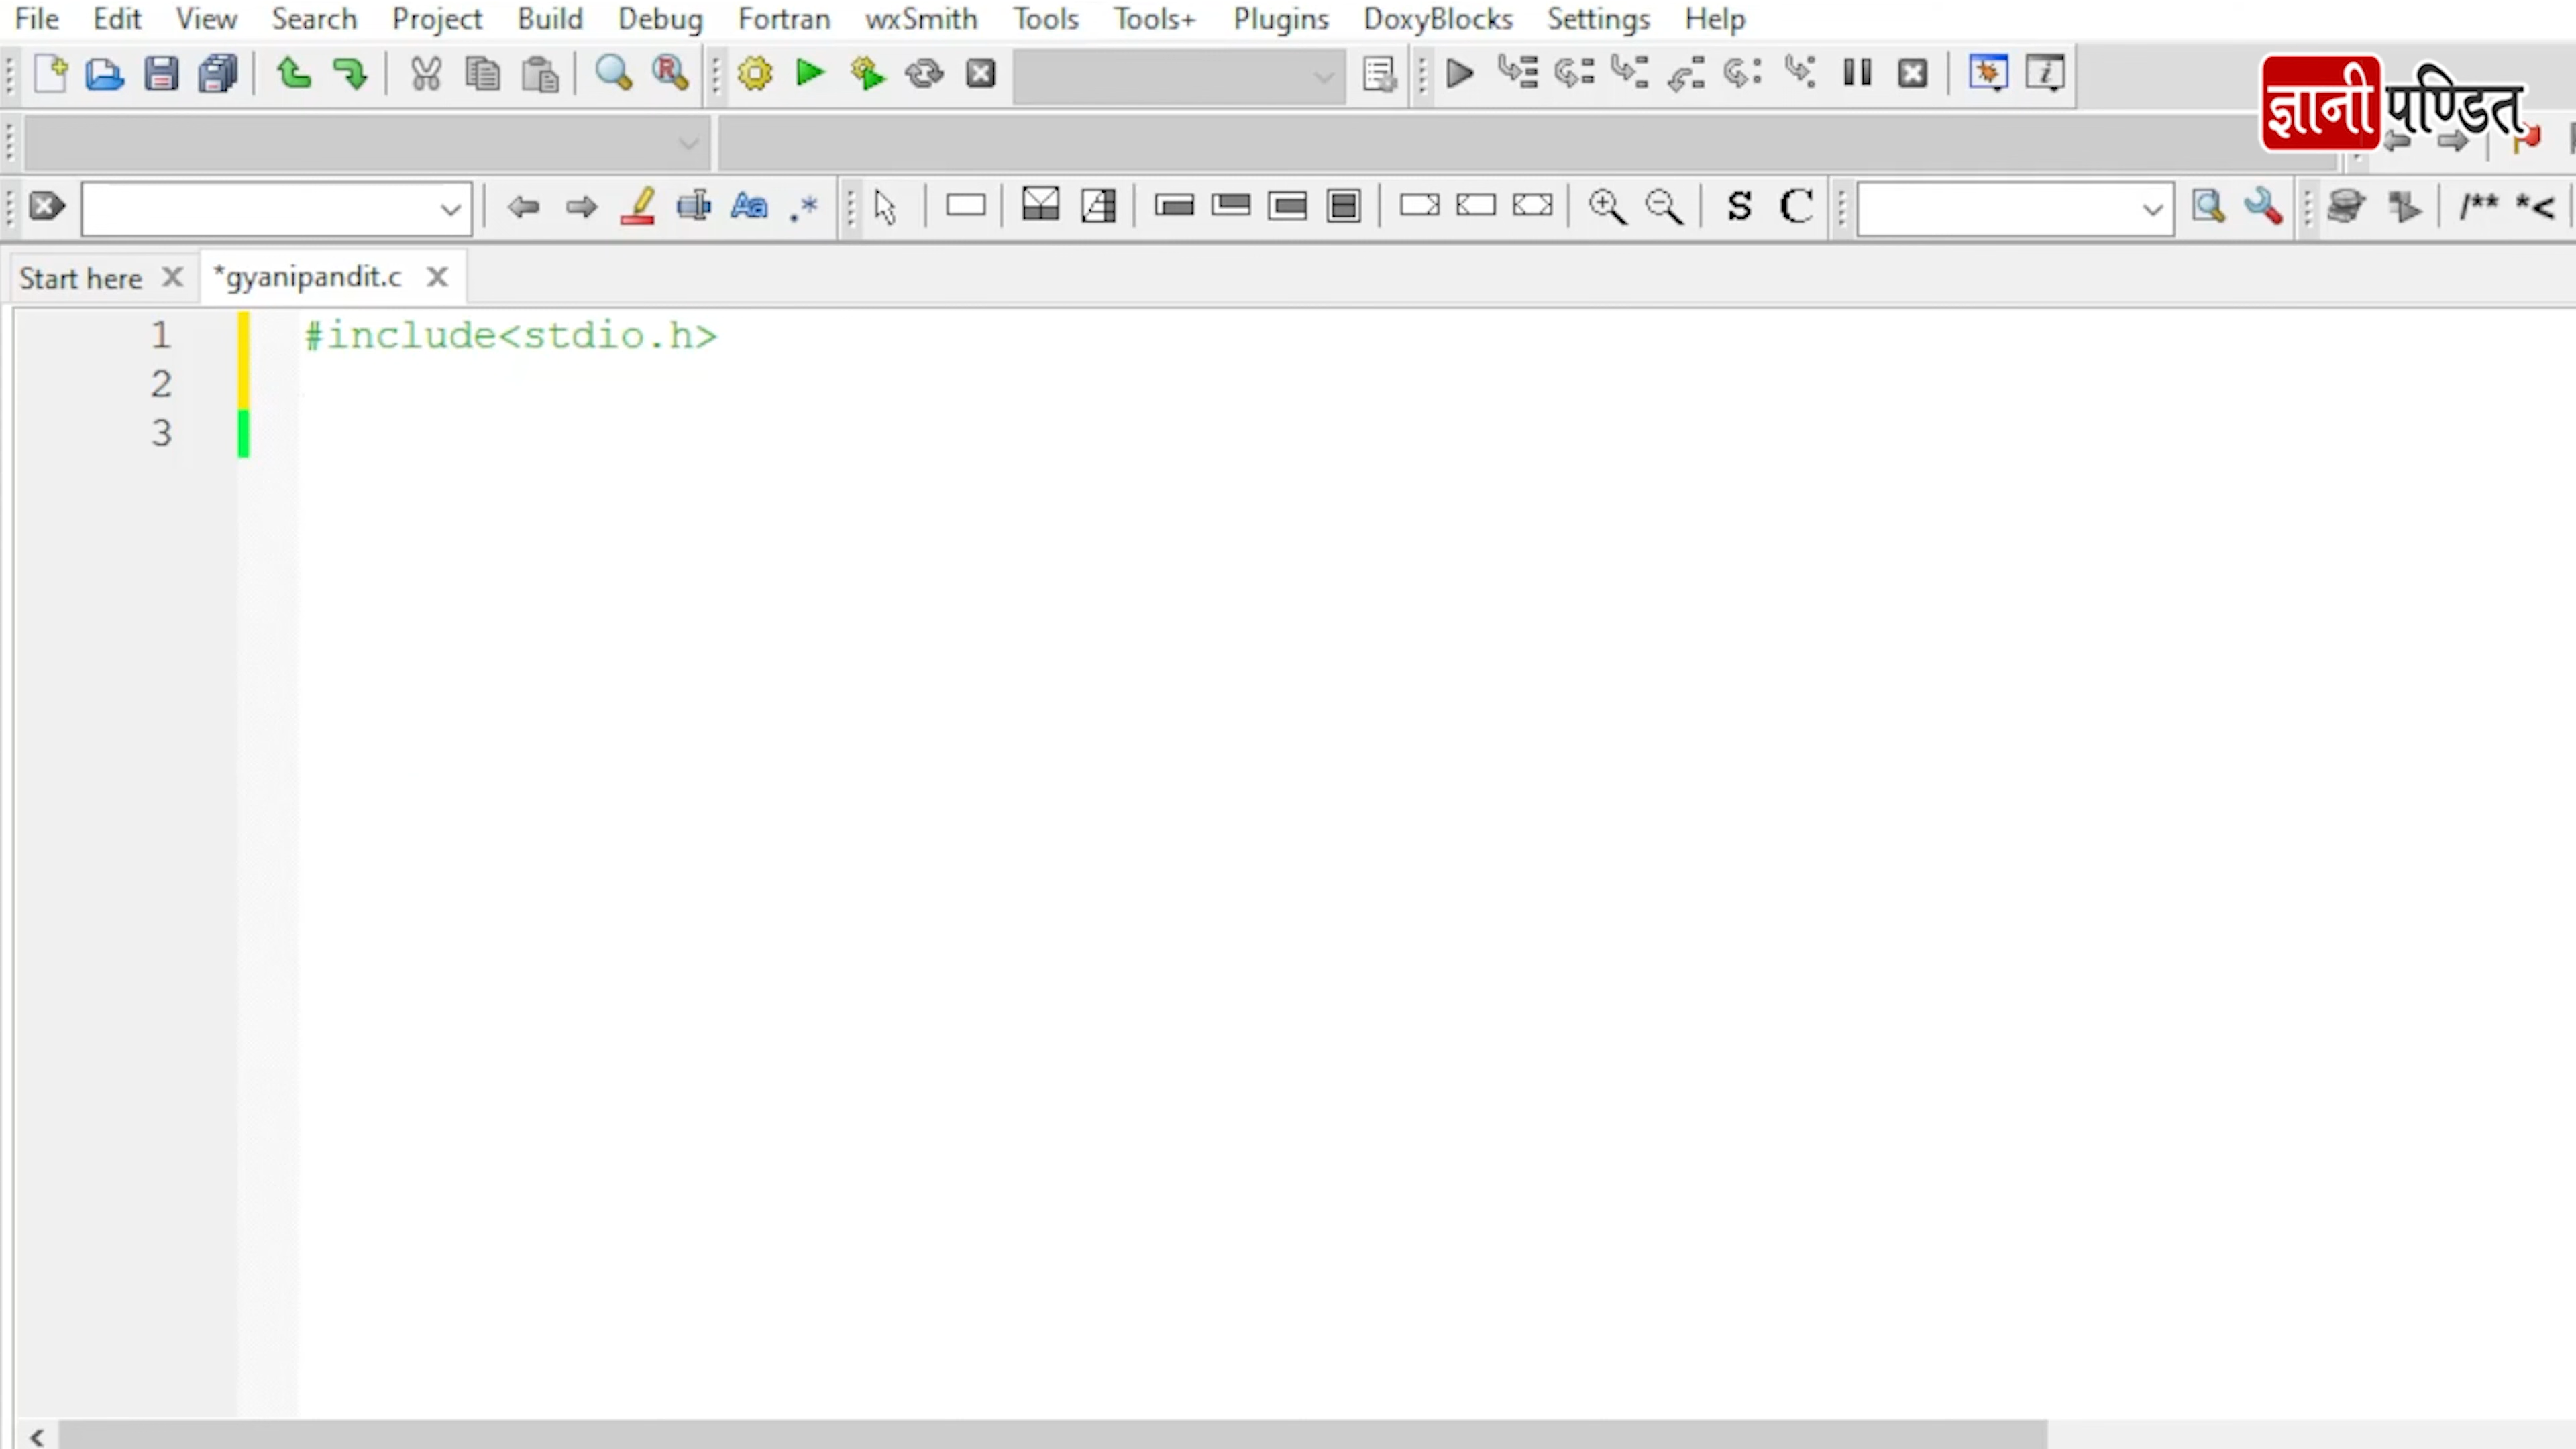 File Edit View Search Project Build Debug Fortran wxSmith Tools Tools+ Plugins DoxyBlocks Settings Help
ज्ञानी पण्डित
S C /** *<
Start here *gyanipandit.c
1 #include<stdio.h>
2
3